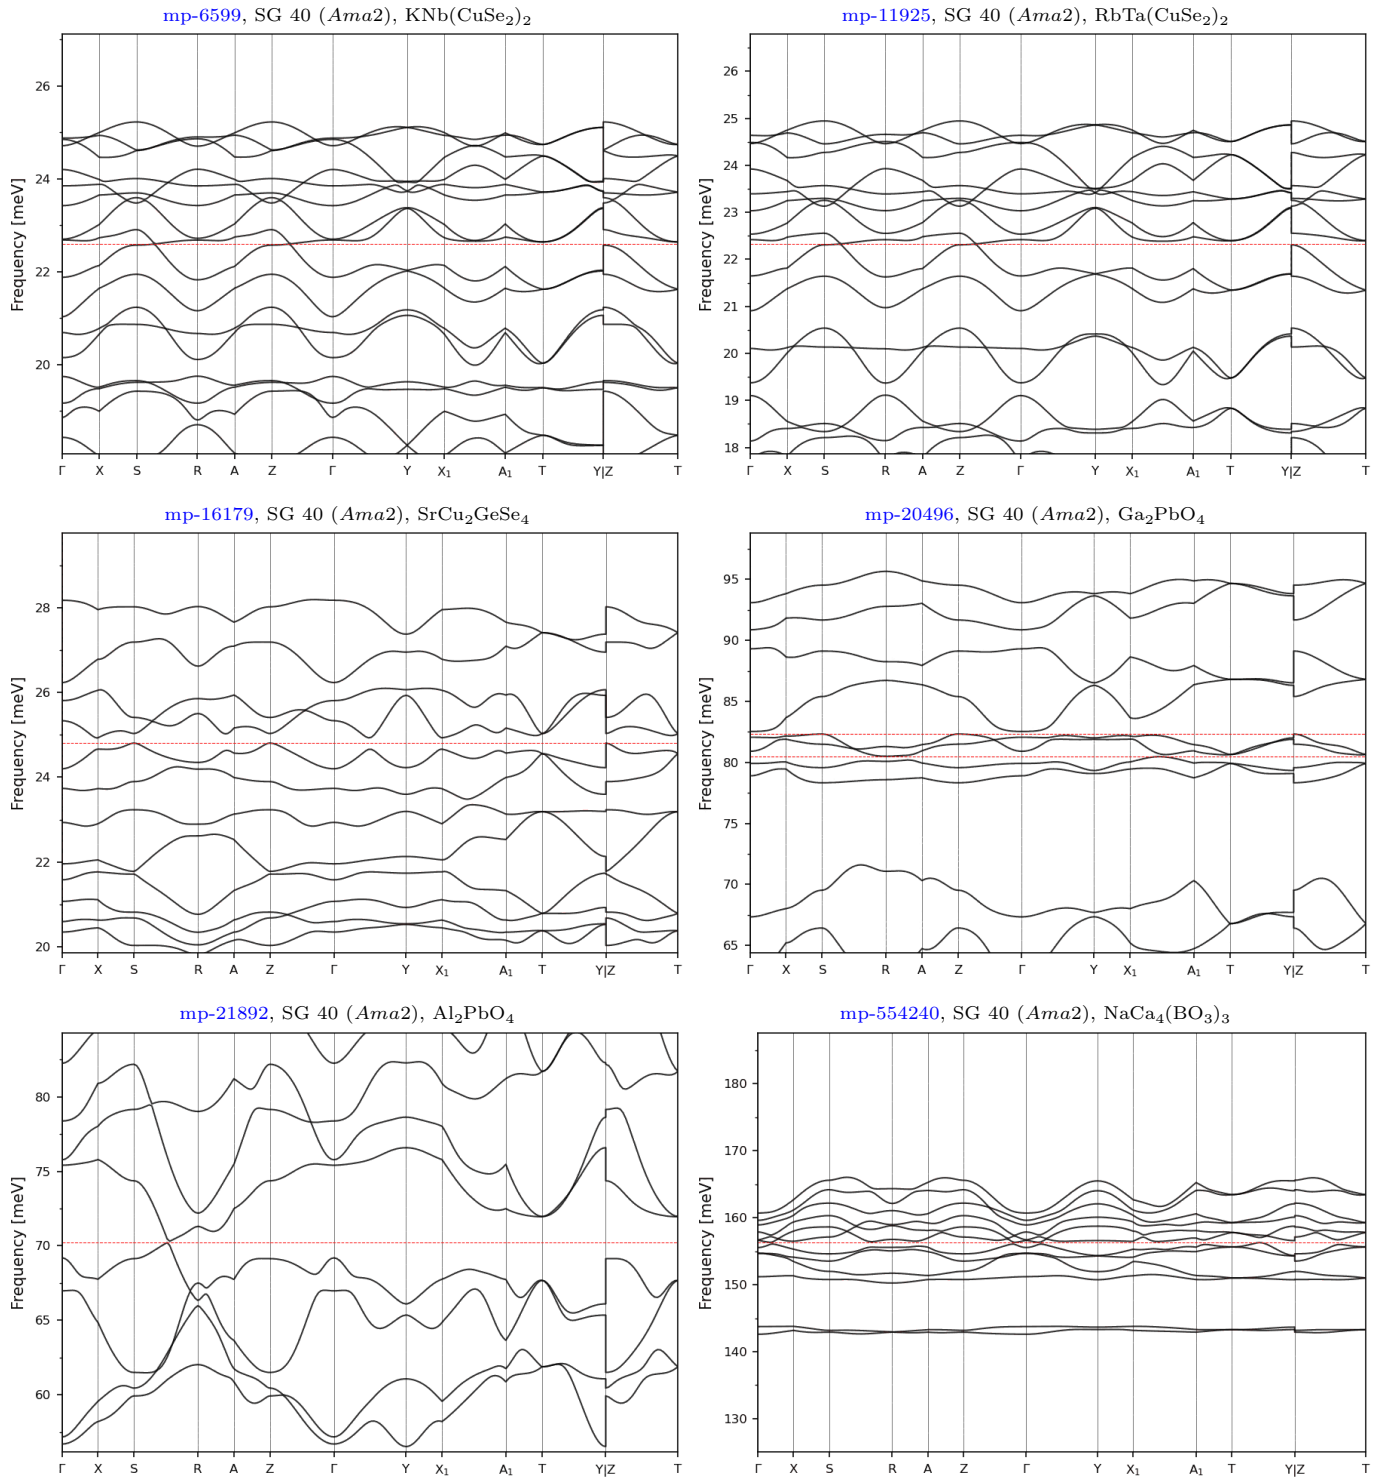 mp-6599, SG 40 (Ama2), KNb(CuSe₂)₂
Frequency [meV]
26
24
22
20
Γ X S R A Z Γ Y X₁ A₁ T Y|Z T
mp-11925, SG 40 (Ama2), RbTa(CuSe₂)₂
Frequency [meV]
26
25
24
23
22
21
20
19
18
Γ X S R A Z Γ Y X₁ A₁ T Y|Z T
mp-16179, SG 40 (Ama2), SrCu₂GeSe₄
Frequency [meV]
28
26
24
22
20
Γ X S R A Z Γ Y X₁ A₁ T Y|Z T
mp-20496, SG 40 (Ama2), Ga₂PbO₄
Frequency [meV]
95
90
85
80
75
70
65
Γ X S R A Z Γ Y X₁ A₁ T Y|Z T
mp-21892, SG 40 (Ama2), Al₂PbO₄
Frequency [meV]
80
75
70
65
60
Γ X S R A Z Γ Y X₁ A₁ T Y|Z T
mp-554240, SG 40 (Ama2), NaCa₄(BO₃)₃
Frequency [meV]
180
170
160
150
140
130
Γ X S R A Z Γ Y X₁ A₁ T Y|Z T